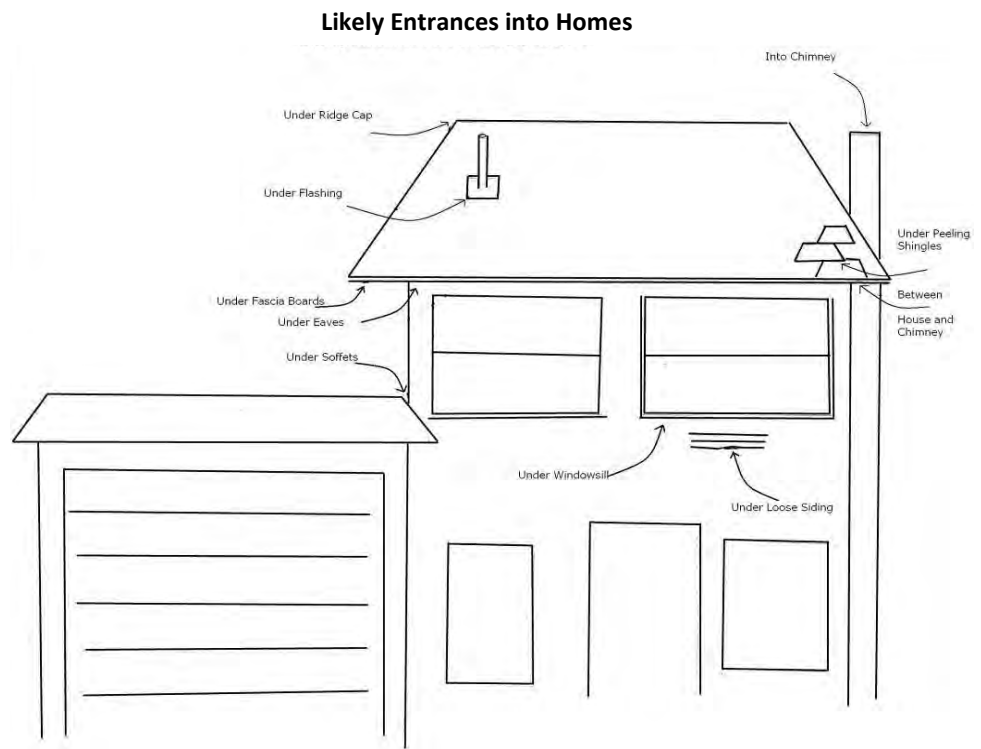 Likely Entrances into Homes
Into Chimney
Under Ridge Cap
Under Flashing
Under Peeling
Shingles
Under Fascia Boards
Between
Under Eaves
House and
Chimney
Under Soffets
Under Windowsill
Under Loose Siding